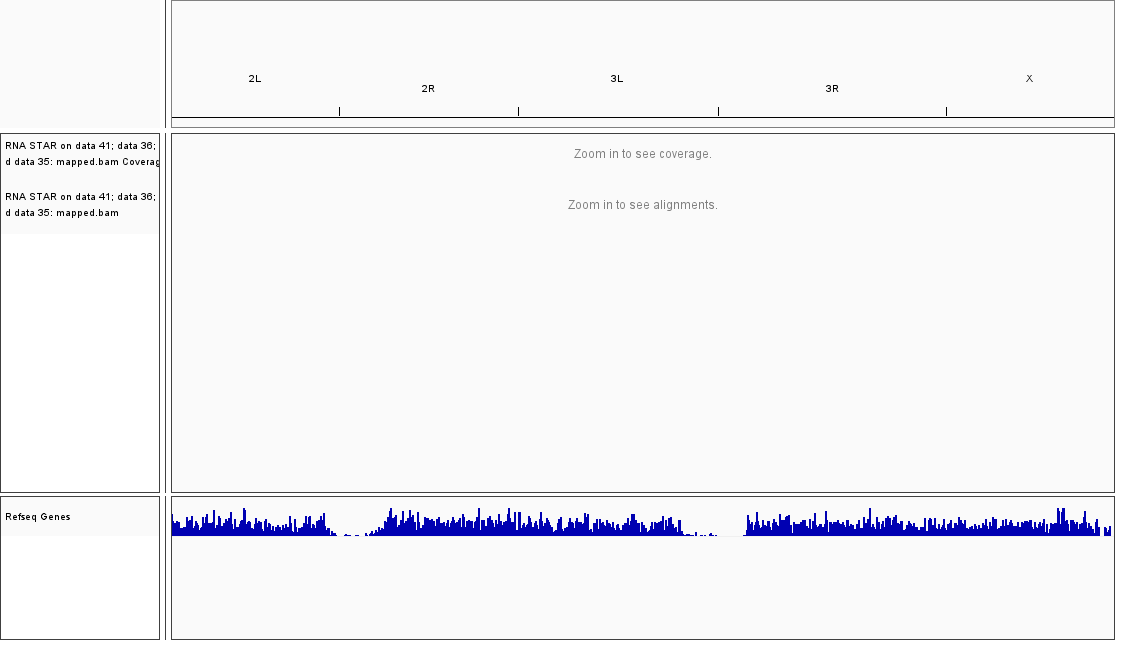 2L
2R
3L
3R
X
RNA STAR on data 41; data 36;
d data 35: mapped.bam Coverag
Zoom in to see coverage.
RNA STAR on data 41; data 36;
d data 35: mapped.bam
Zoom in to see alignments.
Refseq Genes